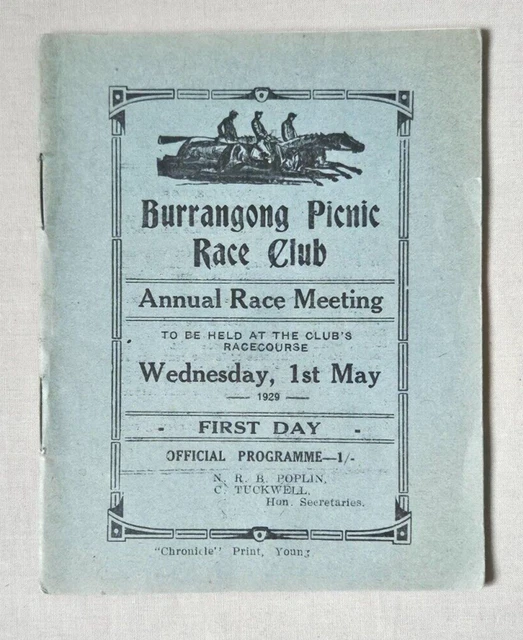 Burrangong Picnic
Race Club
Annual Race Meeting
TO BE HELD AT THE CLUB'S
RACECOURSE
Wednesday, 1st May
— 1929 —
- FIRST DAY -
OFFICIAL PROGRAMME—1/-
N. R. B. POPLIN,
C. TUCKWELL,
Hon. Secretaries.
"Chronicle" Print, Young